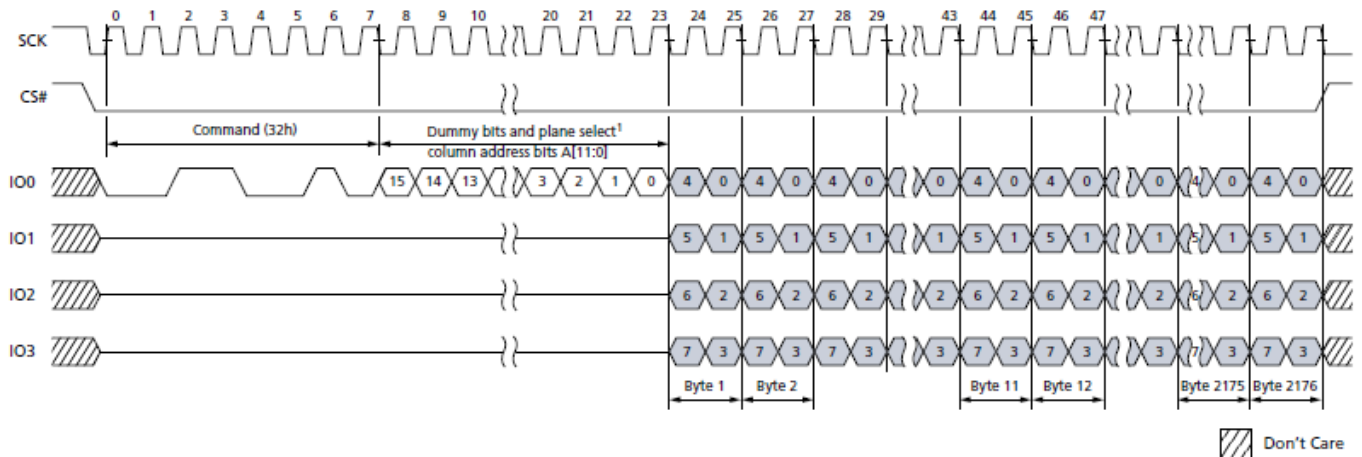 0 1 2 3 4 5 6 7 8 9 10 20 21 22 23 24 25 26 27 28 29 43 44 45 46 47
SCK
CS#
Command (32h) Dummy bits and plane select1
column address bits A[11:0]
IO0 15 14 13 3 2 1 0 4 0 4 0 4 0 0 4 0 4 0 0 4 0 4 0
IO1 5 1 5 1 5 1 1 5 1 5 1 1 5 1 5 1
IO2 6 2 6 2 6 2 2 6 2 6 2 2 6 2 6 2
IO3 7 3 7 3 7 3 3 7 3 7 3 3 7 3 7 3
Byte 1 Byte 2 Byte 11 Byte 12 Byte 2175 Byte 2176
Don't Care